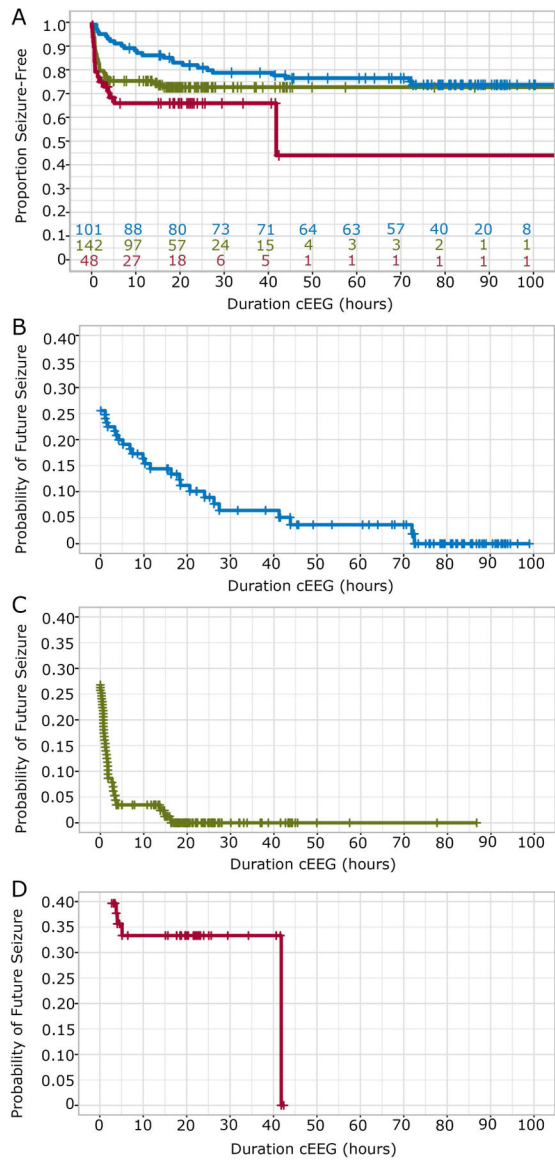 A
Proportion Seizure-Free
1.0
0.9
0.8
0.7
0.6
0.5
0.4
0.3
0.2
0.1
0
101 88 80 73 71 64 63 57 40 20 8
142 97 57 24 15 4 3 3 2 1 1
48 27 18 6 5 1 1 1 1 1 1
0 10 20 30 40 50 60 70 80 90 100
Duration cEEG (hours)
B
Probability of Future Seizure
0.40
0.35
0.30
0.25
0.20
0.15
0.10
0.05
0
0 10 20 30 40 50 60 70 80 90 100
Duration cEEG (hours)
C
Probability of Future Seizure
0.40
0.35
0.30
0.25
0.20
0.15
0.10
0.05
0
0 10 20 30 40 50 60 70 80 90 100
Duration cEEG (hours)
D
Probability of Future Seizure
0.40
0.35
0.30
0.25
0.20
0.15
0.10
0.05
0
0 10 20 30 40 50 60 70 80 90 100
Duration cEEG (hours)